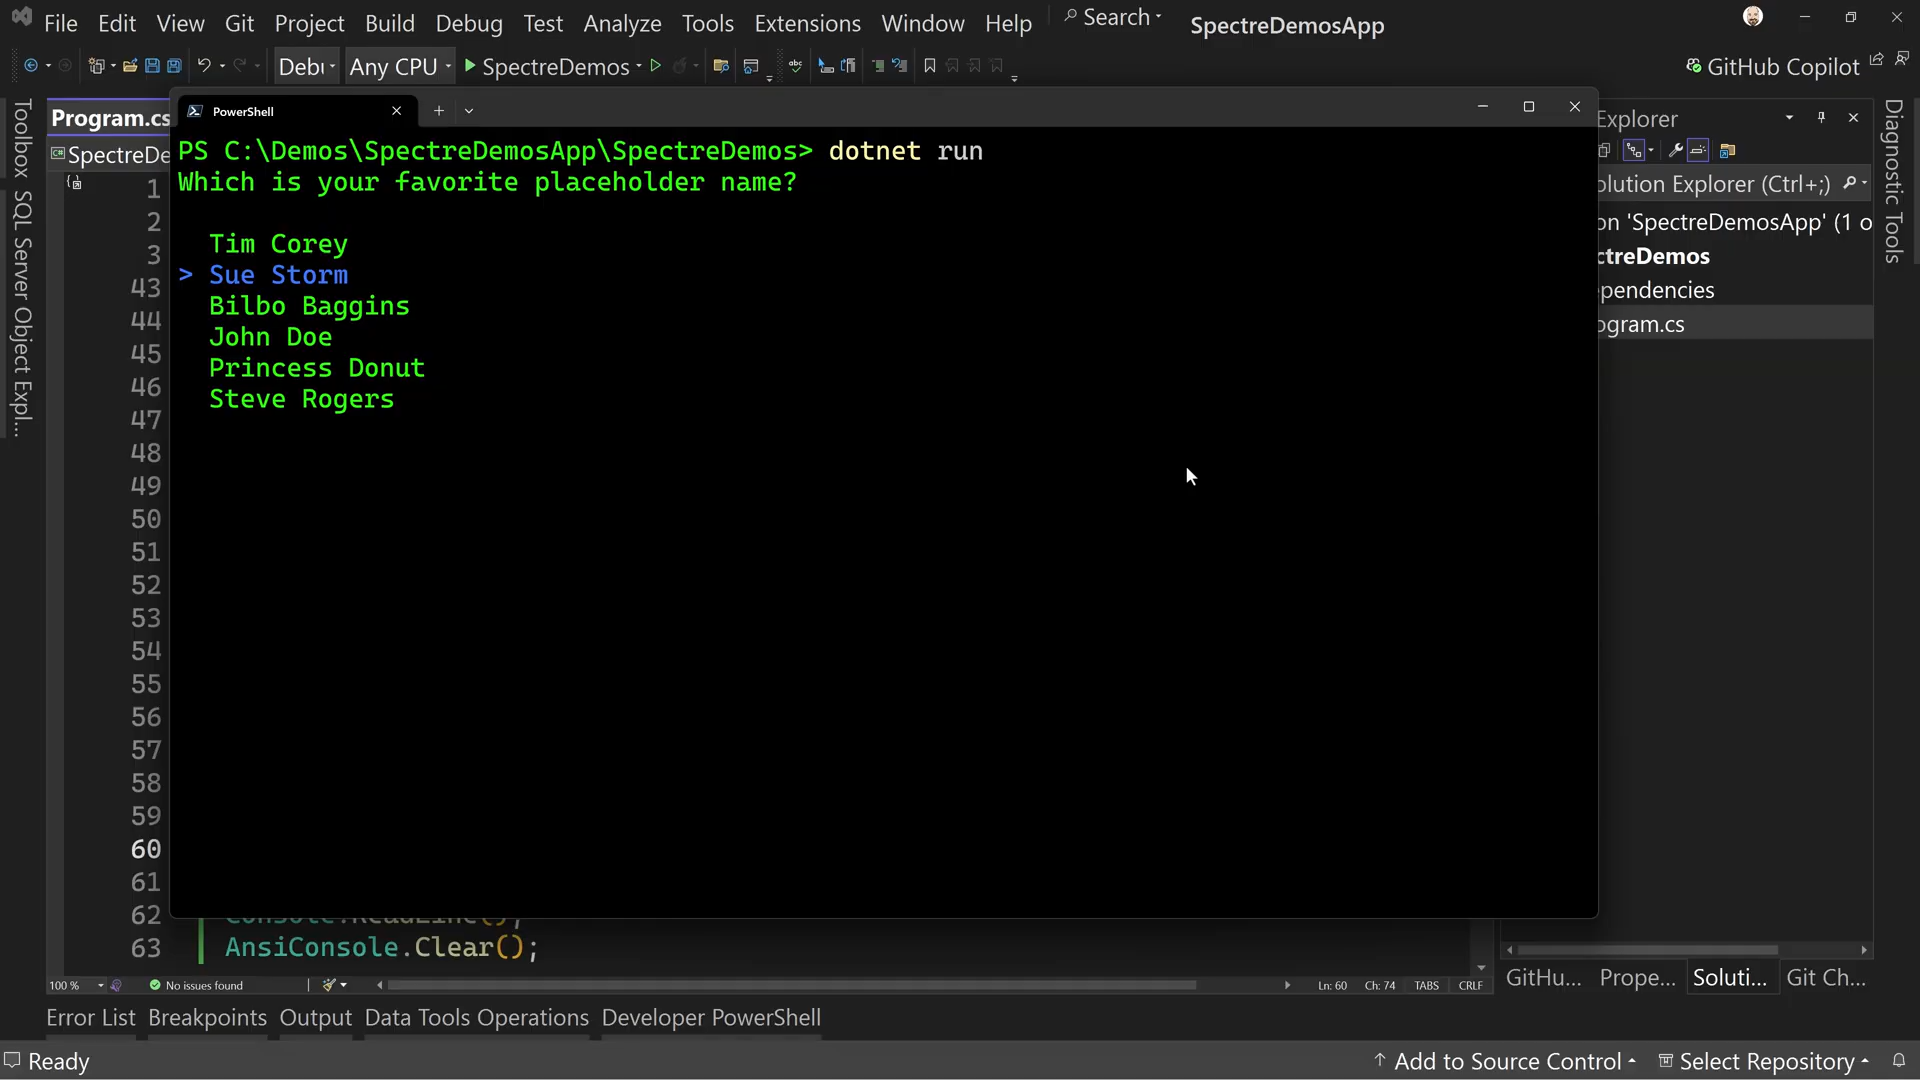 File Edit View Git Project Build Debug Test Analyze Tools Extensions Window Help Search SpectreDemosApp
Any CPU SpectreDemos GitHub Copilot
Program.cs
PowerShell
Explorer
PS C:\Demos\SpectreDemosApp\SpectreDemos> dotnet run
Which is your favorite placeholder name?
Tim Corey
> Sue Storm
Bilbo Baggins
John Doe
Princess Donut
Steve Rogers
Toolbox
SQL Server Object Expl...
1
2
3
43
44
45
46
47
48
49
50
51
52
53
54
55
56
57
58
59
60
61
62 Console.ReadLine();
63 AnsiConsole.Clear();
olution Explorer (Ctrl+;)
on 'SpectreDemosApp' (1 o
ctreDemos
pendencies
ogram.cs
Diagnostic Tools
100 % No issues found Ln: 60 Ch: 74 TABS CRLF
GitHu... Prope... Soluti... Git Ch...
Error List Breakpoints Output Data Tools Operations Developer PowerShell
Ready Add to Source Control Select Repository